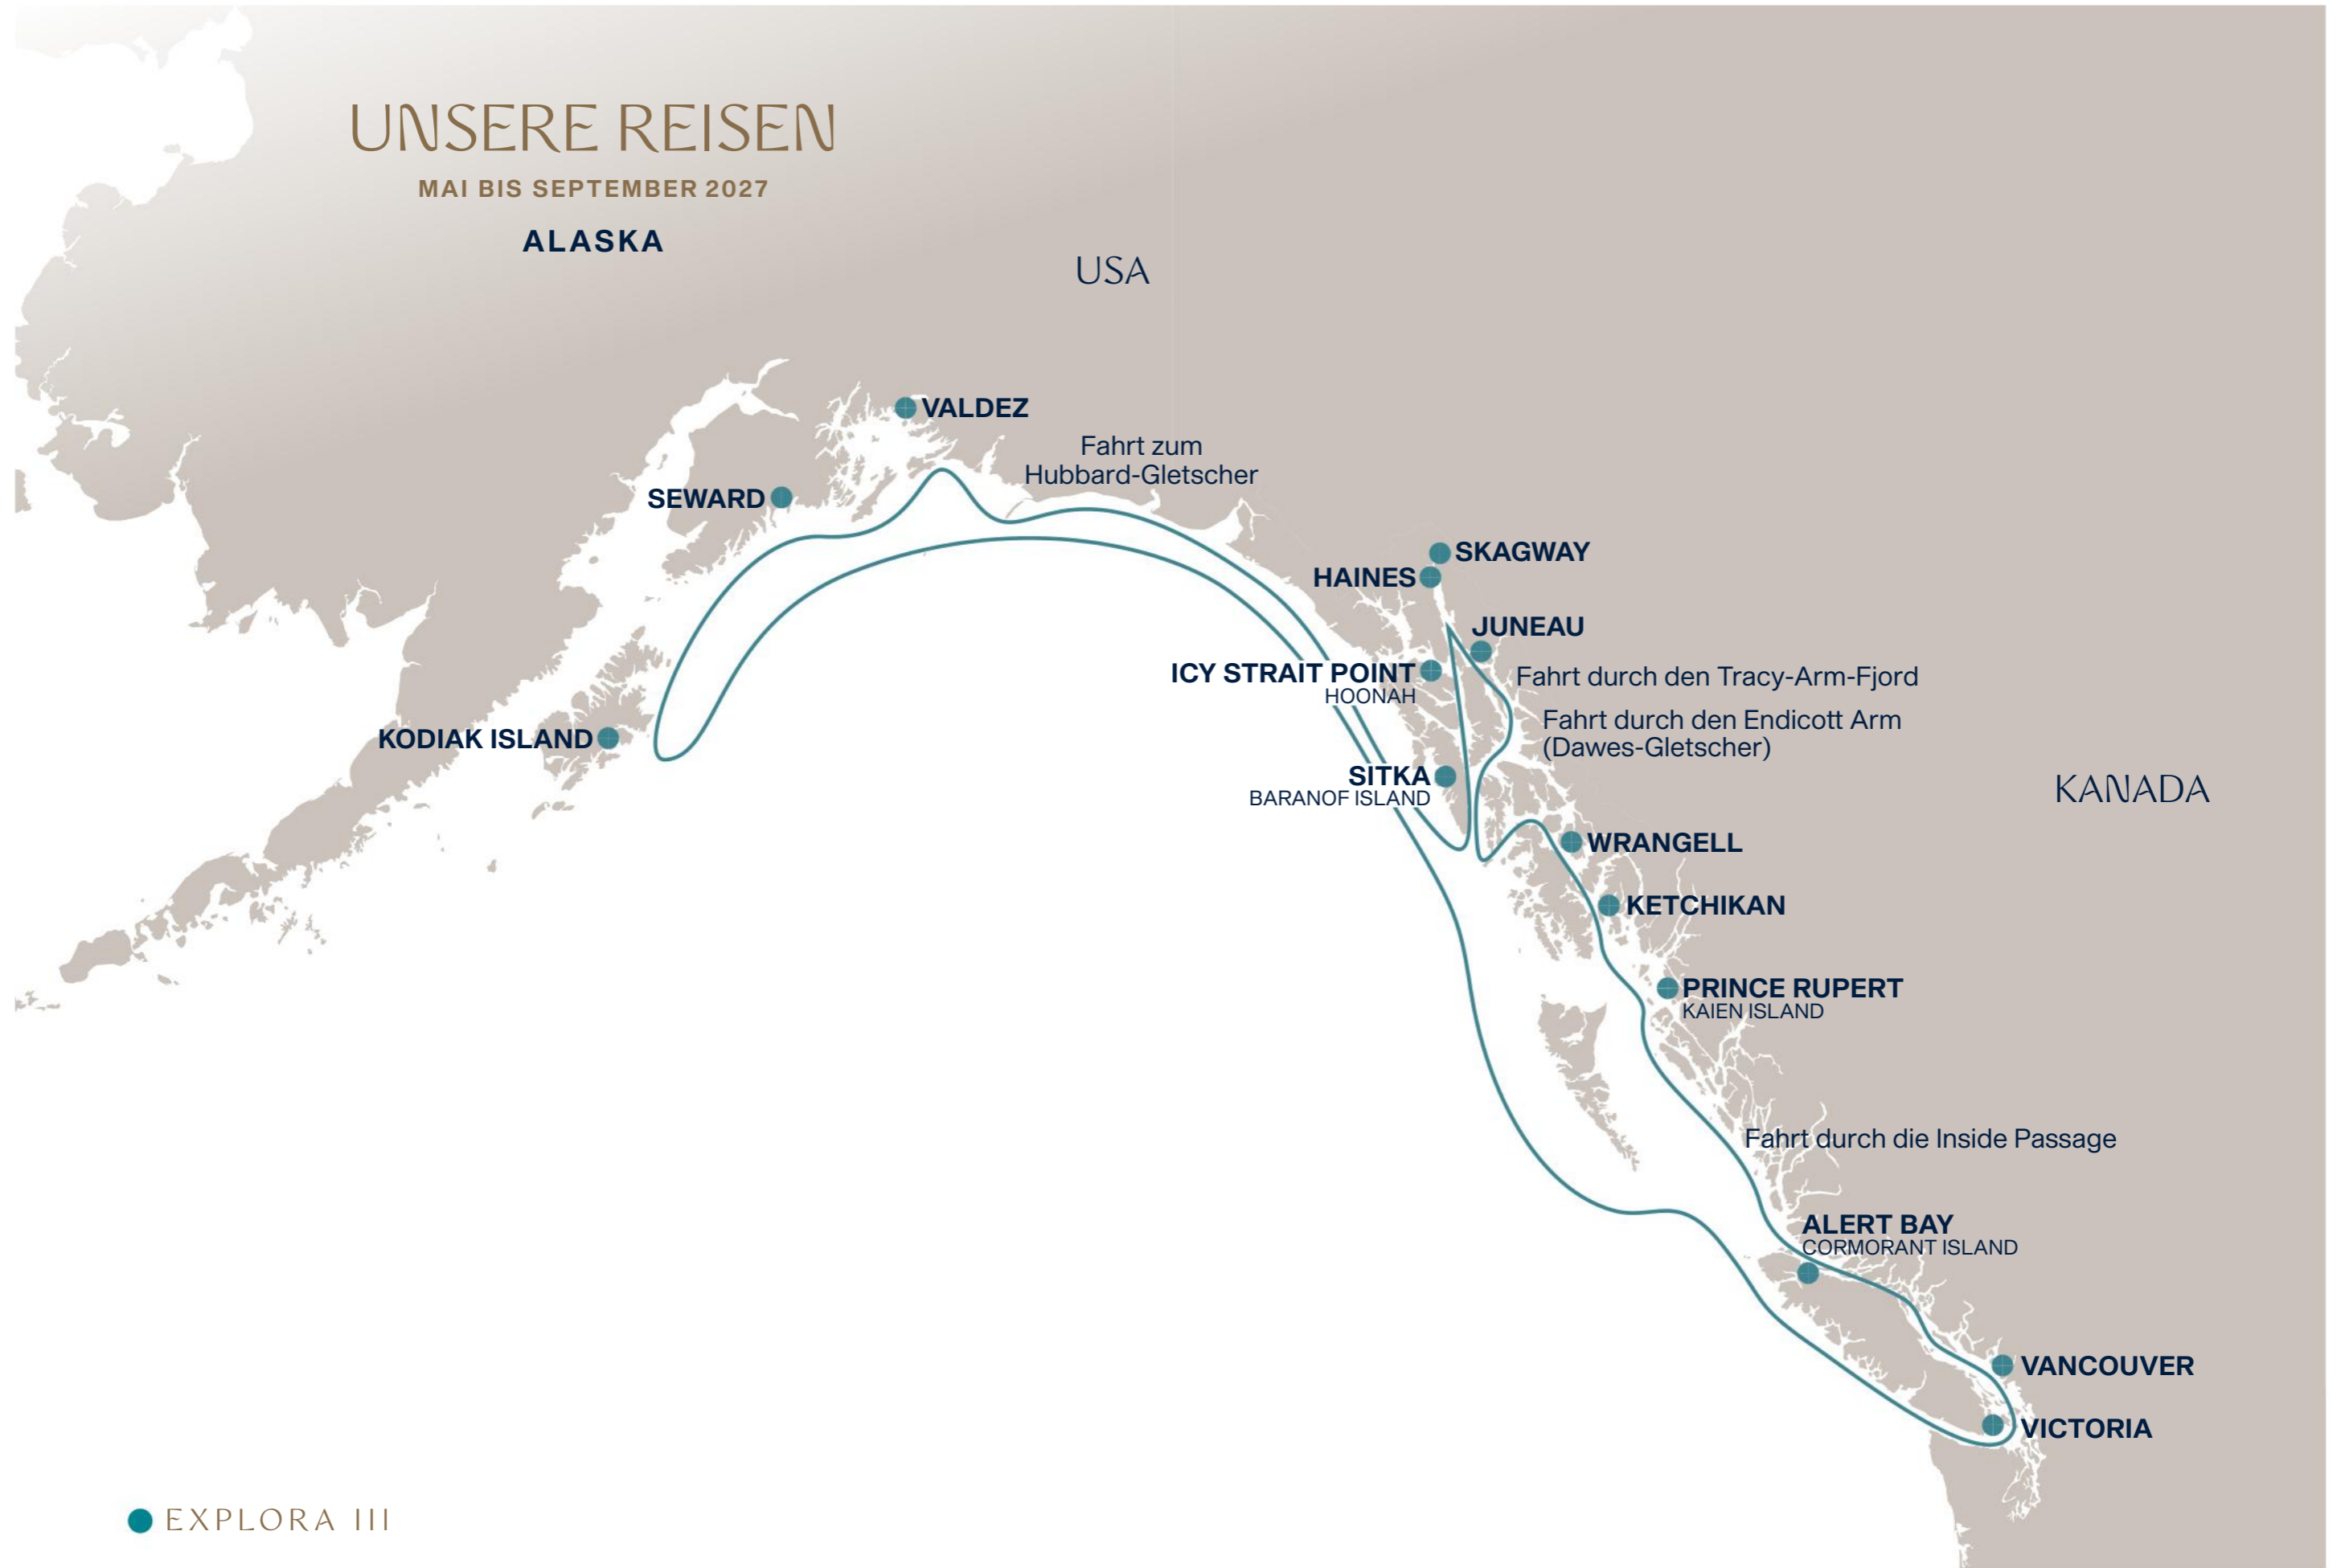 UNSERE REISEN
MAI BIS SEPTEMBER 2027
ALASKA
USA
VALDEZ
Fahrt zum
Hubbard-Gletscher
SEWARD
SKAGWAY
HAINES
JUNEAU
ICY STRAIT POINT
HOONAH
Fahrt durch den Tracy-Arm-Fjord
Fahrt durch den Endicott Arm
(Dawes-Gletscher)
KODIAK ISLAND
SITKA
BARANOF ISLAND
KANADA
WRANGELL
KETCHIKAN
PRINCE RUPERT
KAIEN ISLAND
Fahrt durch die Inside Passage
ALERT BAY
CORMORANT ISLAND
VANCOUVER
VICTORIA
EXPLORA III